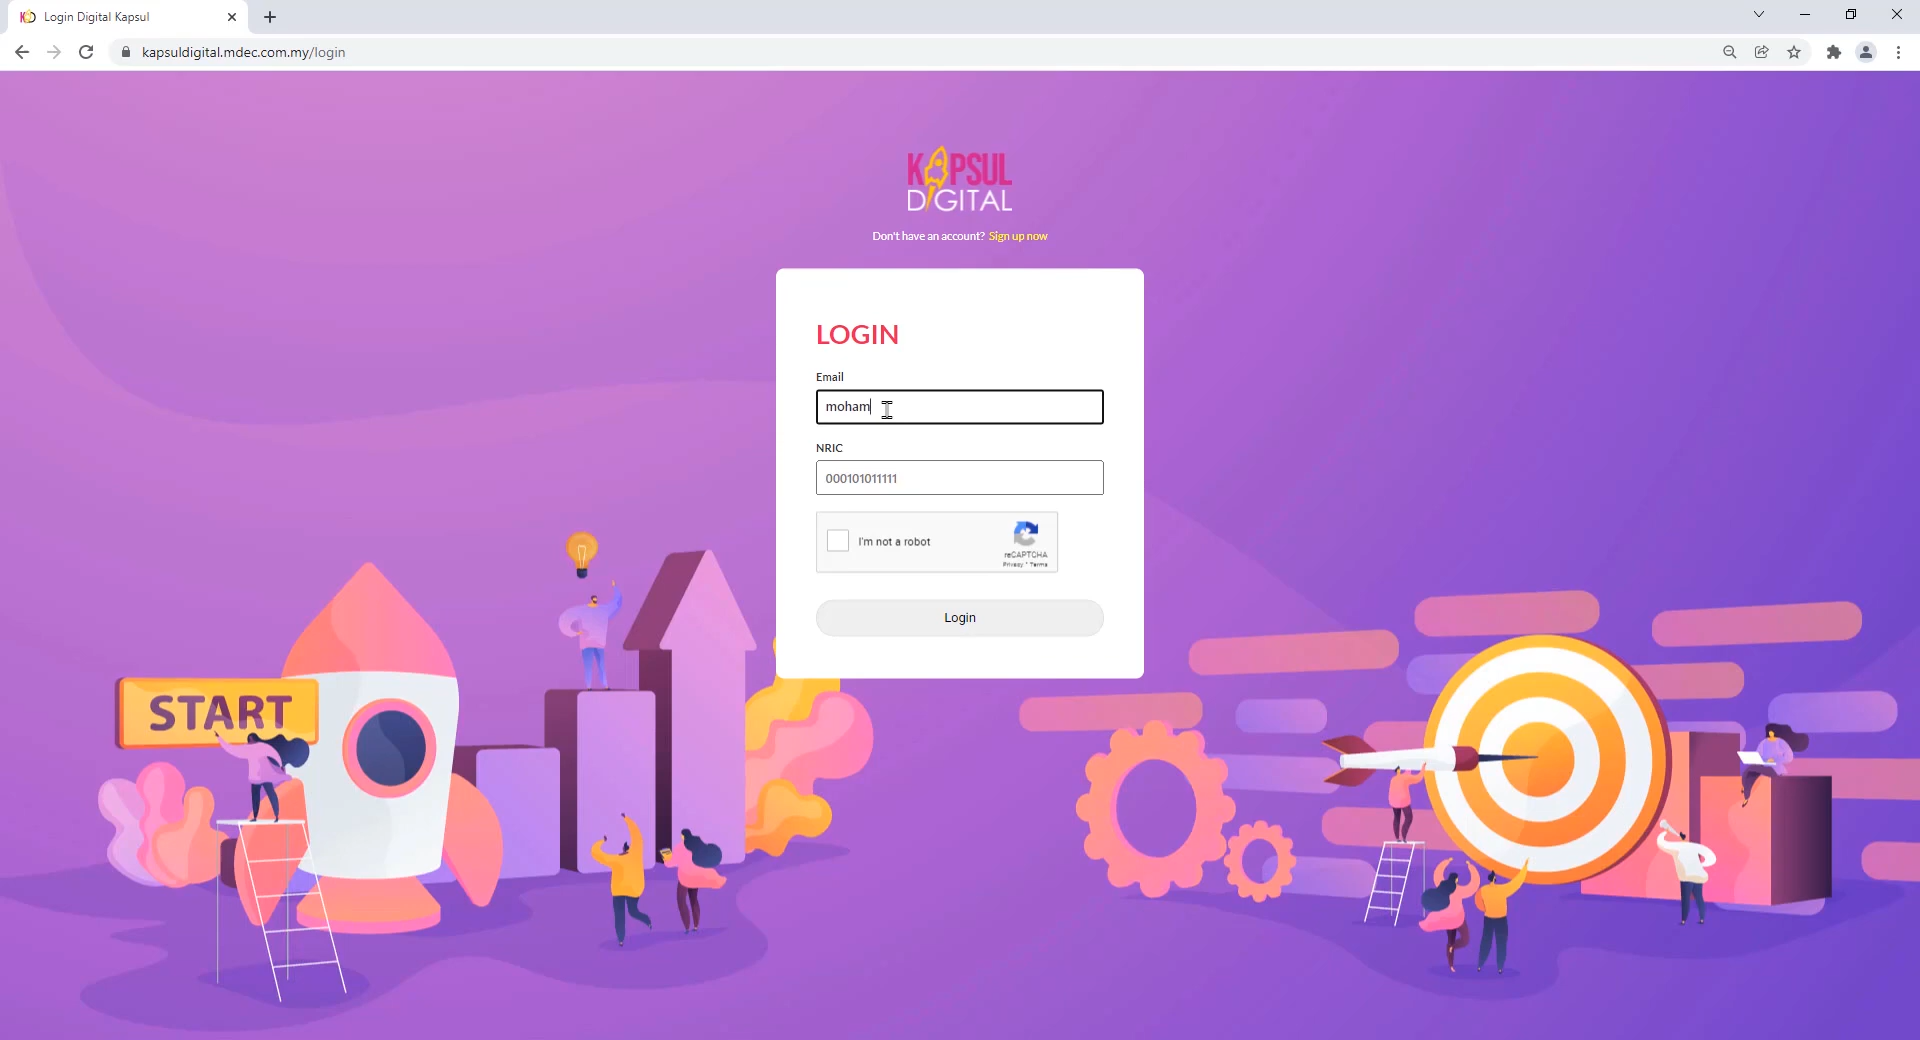 Login Digital Kapsul
kapsuldigital.mdec.com.my/login
KAPSUL
DIGITAL
Don't have an account? Sign up now
LOGIN
Email
moham
NRIC
000101011111
I'm not a robot
reCAPTCHA
Privacy • Terms
Login
START